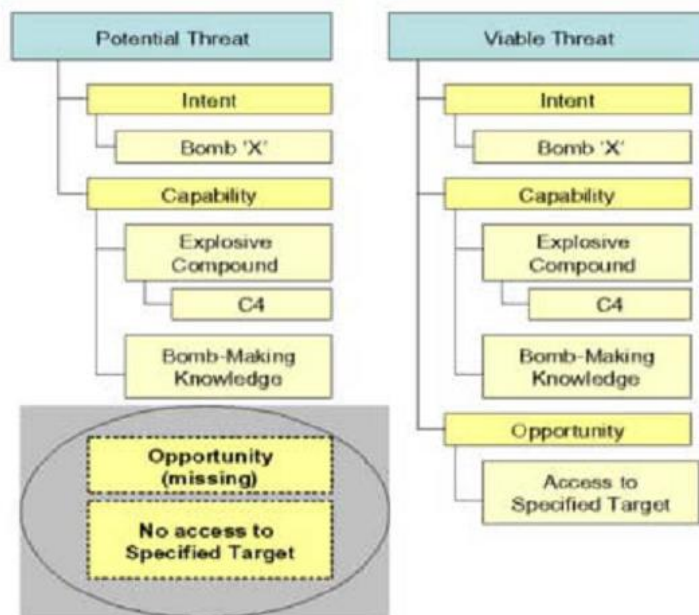 Potential Threat
Intent
Bomb 'X'
Capability
Explosive
Compound
C4
Bomb-Making
Knowledge
Opportunity
(missing)
No access to
Specified Target
Viable Threat
Intent
Bomb 'X'
Capability
Explosive
Compound
C4
Bomb-Making
Knowledge
Opportunity
Access to
Specified Target